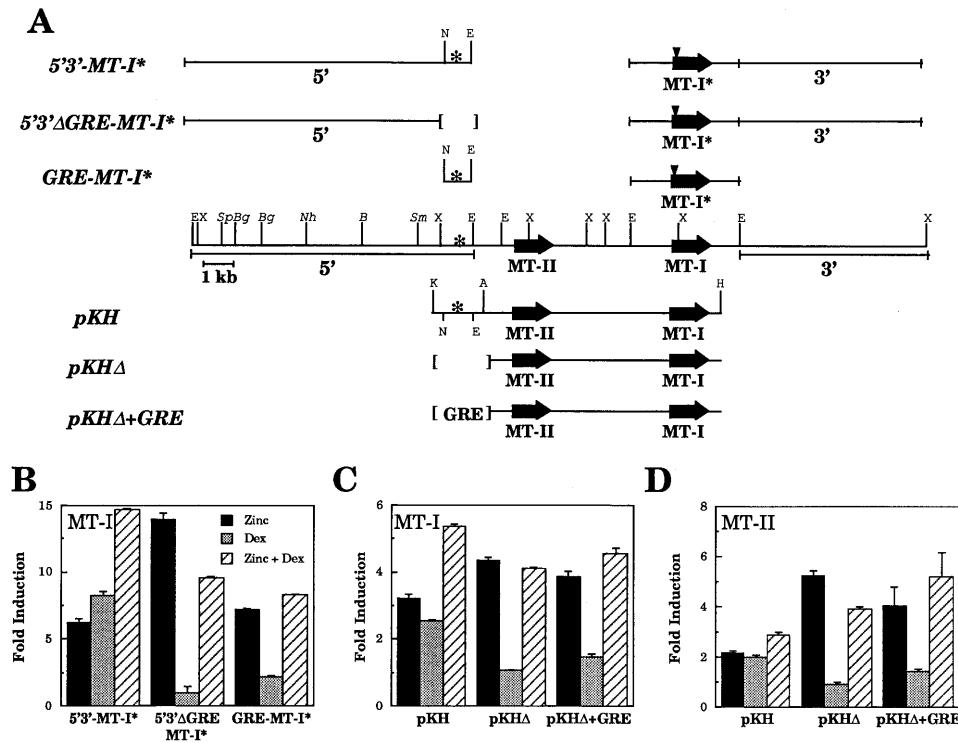 A
N E
5'3'-MT-I*
*
5'
MT-I*
3'
5'3'ΔGRE-MT-I*
[ ]
5'
MT-I*
3'
N E
GRE-MT-I*
*
MT-I*
EX Sp Bg Bg Nh B Sm X E E X X X E X E X
*
5'
MT-II
MT-I
3'
1 kb
K A H
pKH
*
N E
MT-II
MT-I
pKHΔ
[ ]
MT-II
MT-I
pKHΔ+GRE
[ GRE ]
MT-II
MT-I
B
MT-I
Fold Induction
15
10
5
0
Zinc
Dex
Zinc + Dex
5'3'-MT-I* 5'3'ΔGRE GRE-MT-I*
MT-I*
C
MT-I
Fold Induction
6
4
2
0
pKH pKHΔ pKHΔ+GRE
D
MT-II
Fold Induction
8
6
4
2
0
pKH pKHΔ pKHΔ+GRE